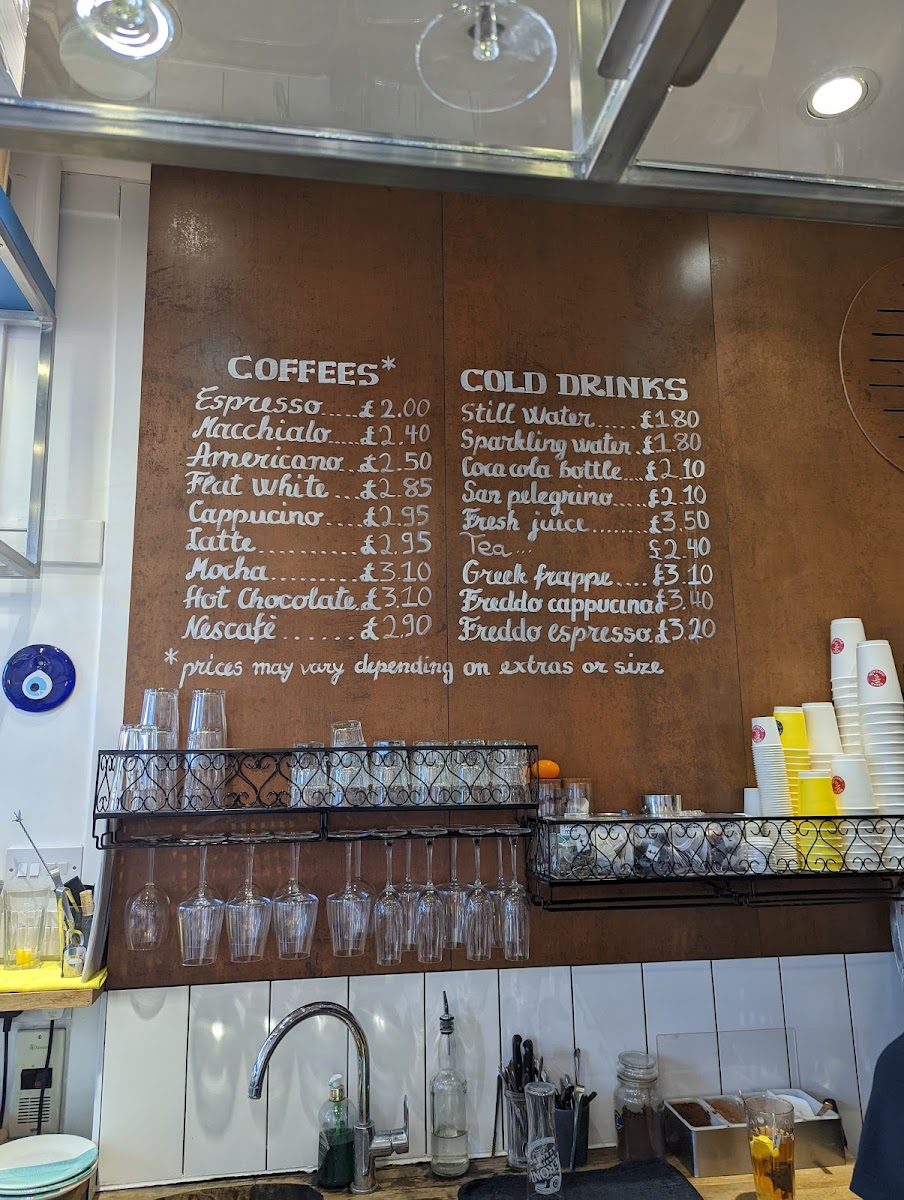 COFFEES*
Espresso.....£2.00
Macchiato....£2.40
Americano..£2.50
Flat White...£2.85
Cappucino....£2.95
Latte............£2.95
Mocha..........£3.10
Hot Chocolate.£3.10
Nescafé.......£2.90
COLD DRINKS
Still Water......£1.80
Sparkling water.£1.80
Coca cola bottle...£2.10
San pelegrino.....£2.10
Fresh juice.......£3.50
Tea... £2.40
Greek frappe....£3.10
Freddo cappucino.£3.40
Freddo espresso.£3.20
*prices may vary depending on extras or size